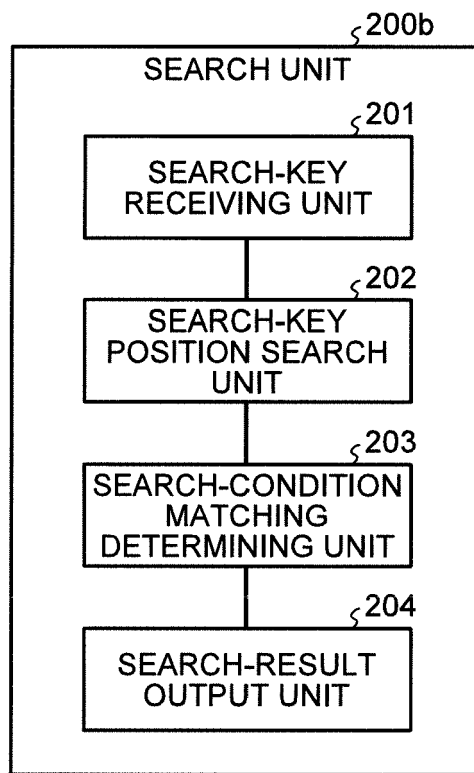 200b
SEARCH UNIT
201
SEARCH-KEY
RECEIVING UNIT
202
SEARCH-KEY
POSITION SEARCH
UNIT
203
SEARCH-CONDITION
MATCHING
DETERMINING UNIT
204
SEARCH-RESULT
OUTPUT UNIT